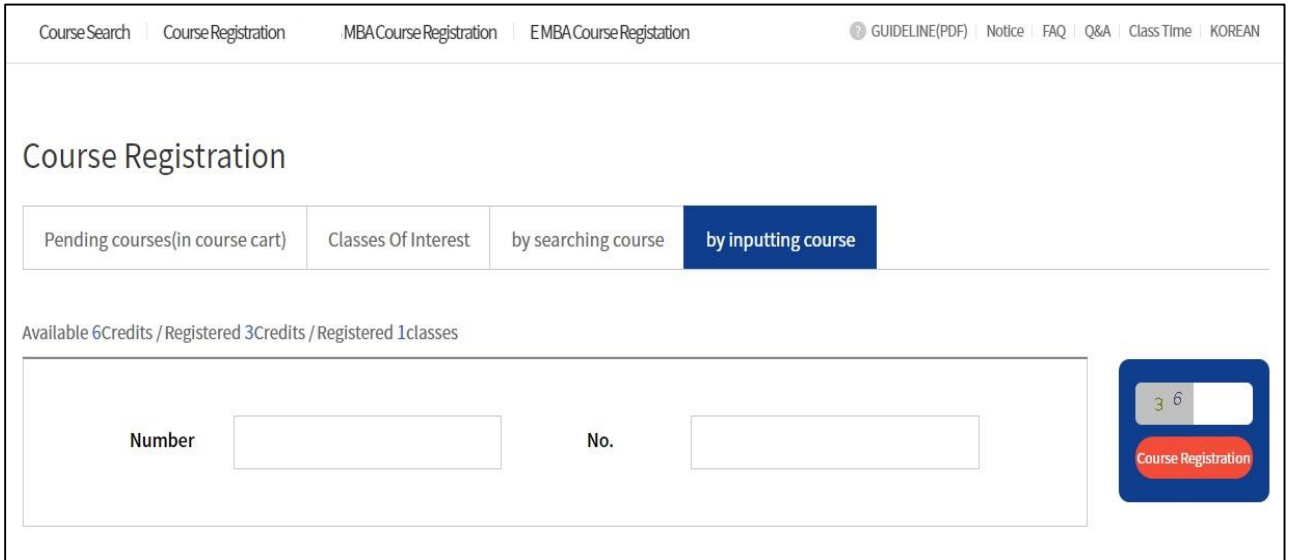 Course Search Course Registration MBA Course Registration EMBA Course Registation ? GUIDELINE(PDF) Notice FAQ Q&A Class Time KOREAN
Course Registration
Pending courses(in course cart) Classes Of Interest by searching course by inputting course
Available 6Credits / Registered 3Credits / Registered 1classes
3 6
Number No.
Course Registration